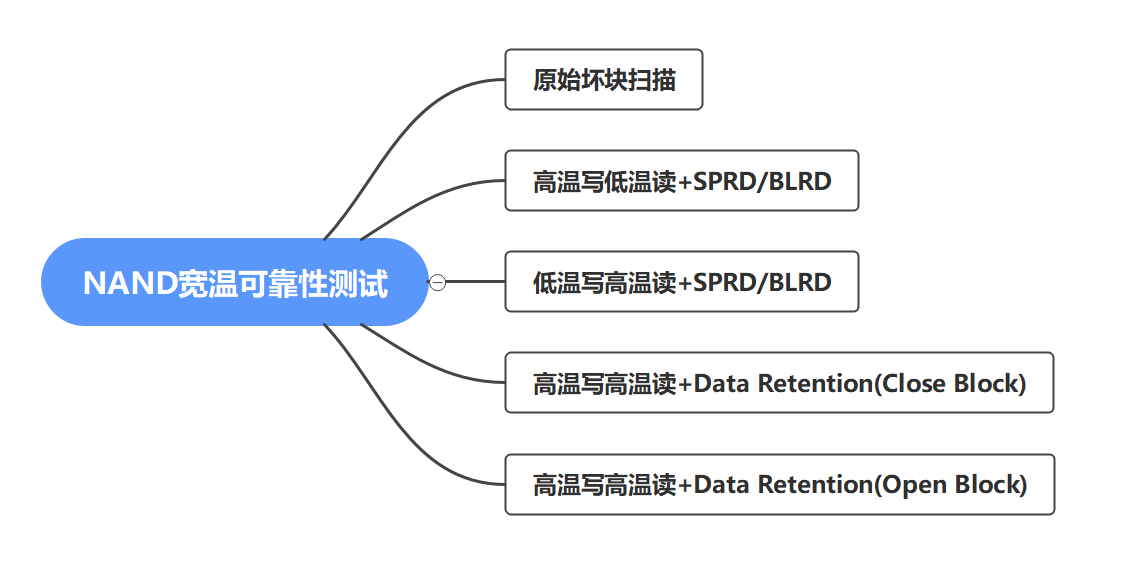 原始坏块扫描
高温写低温读+SPRD/BLRD
NAND宽温可靠性测试
低温写高温读+SPRD/BLRD
高温写高温读+Data Retention(Close Block)
高温写高温读+Data Retention(Open Block)